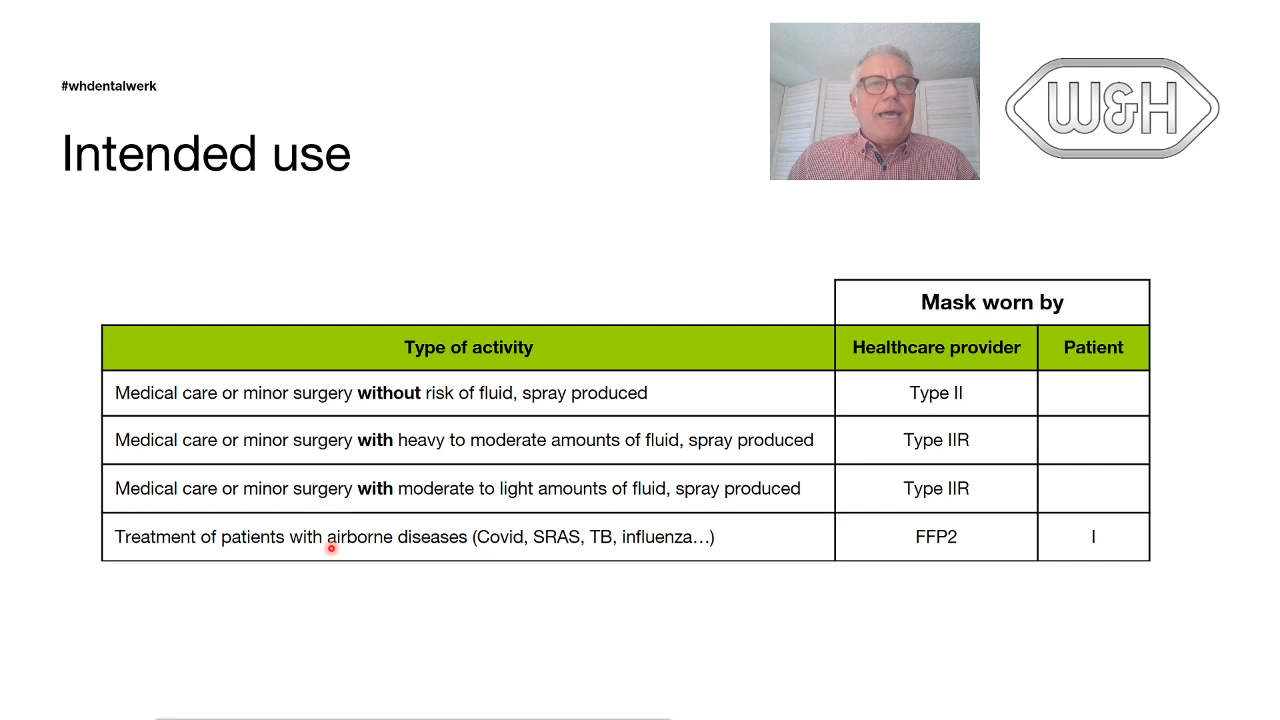 #whdentalwerk
W&H
Intended use
Mask worn by
Type of activity Healthcare provider Patient
Medical care or minor surgery without risk of fluid, spray produced Type II
Medical care or minor surgery with heavy to moderate amounts of fluid, spray produced Type IIR
Medical care or minor surgery with moderate to light amounts of fluid, spray produced Type IIR
Treatment of patients with airborne diseases (Covid, SRAS, TB, influenza…) FFP2 I